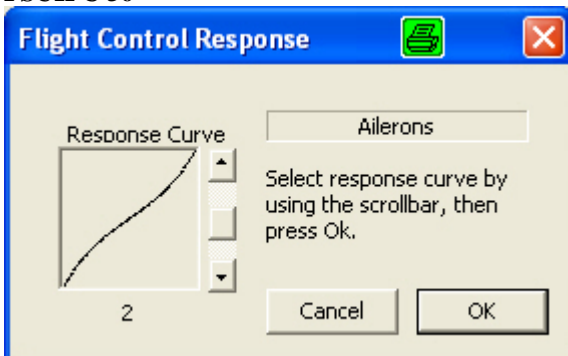 Flight Control Response
Response Curve
Ailerons
Select response curve by
using the scrollbar, then
press Ok.
2
Cancel
OK